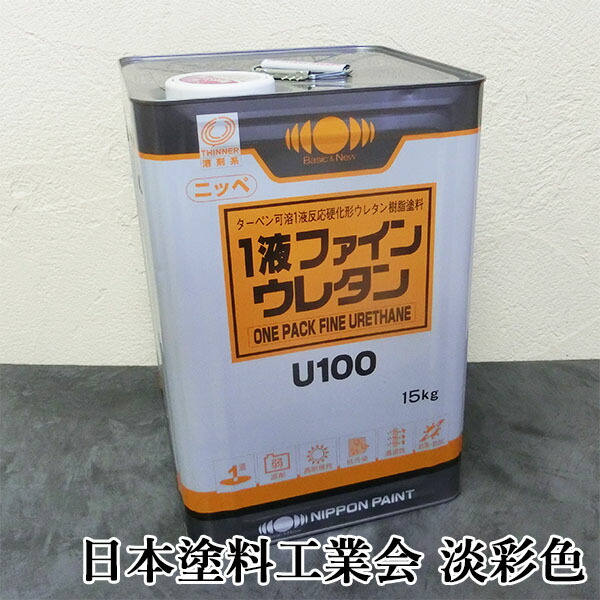 THINNER
溶剤系
Basic & New
ニッペ
ターペン可溶1液反応硬化形ウレタン樹脂塗料
1液ファイン
ウレタン
ONE PACK FINE URETHANE
U100
15kg
1液
NIPPON PAINT
日本塗料工業会 淡彩色